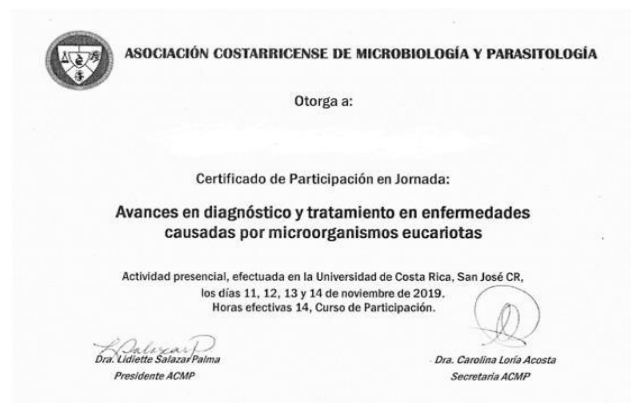 ASOCIACIÓN COSTARRICENSE DE MICROBIOLOGÍA Y PARASITOLOGÍA
Otorga a:
Certificado de Participación en Jornada:
Avances en diagnóstico y tratamiento en enfermedades
causadas por microorganismos eucariotas
Actividad presencial, efectuada en la Universidad de Costa Rica, San José CR,
los días 11, 12, 13 y 14 de noviembre de 2019.
Horas efectivas 14, Curso de Participación.
LSalazarP
Dra. Lidiette Salazar Palma
Presidente ACMP
Dra. Carolina Loría Acosta
Secretaria ACMP